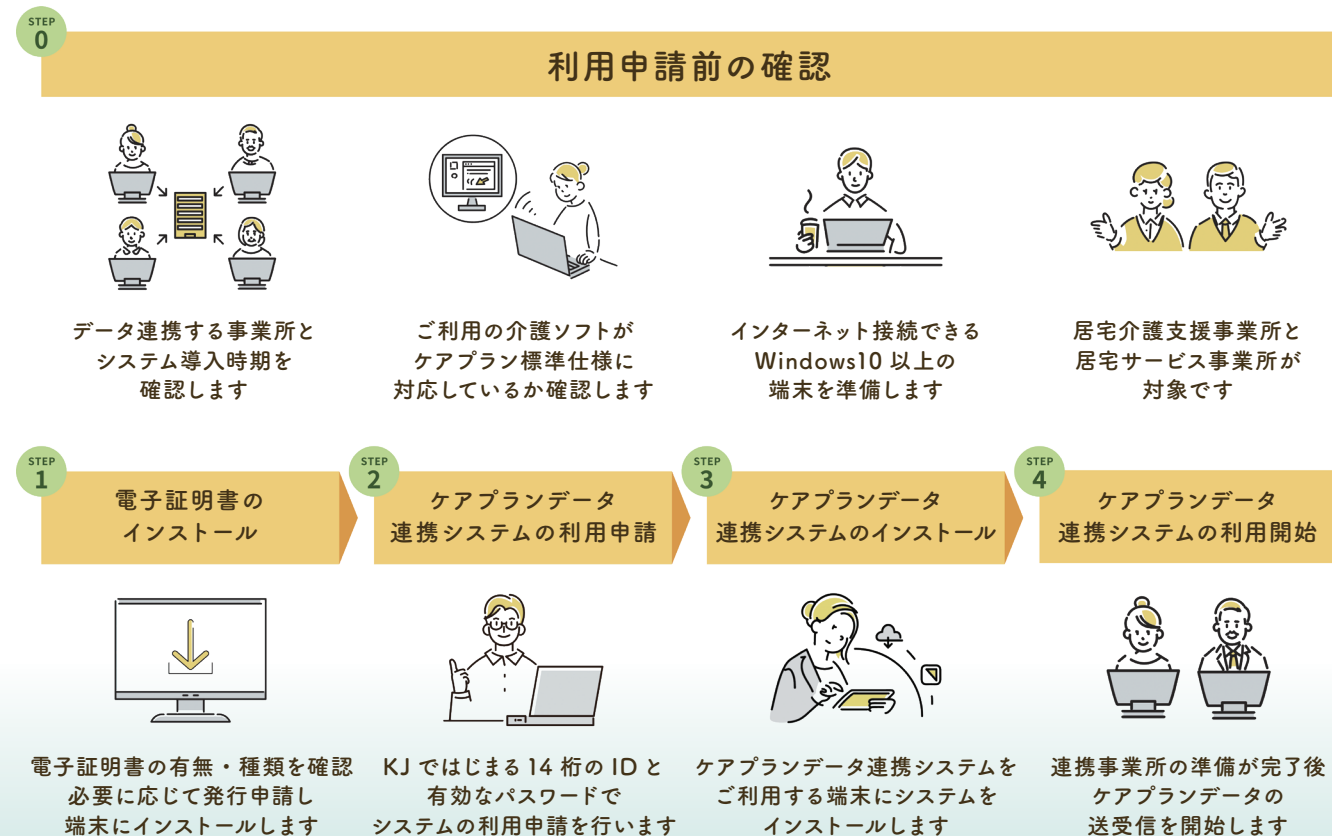 STEP
0
利用申請前の確認
データ連携する事業所と
システム導入時期を
確認します
ご利用の介護ソフトが
ケアプラン標準仕様に
対応しているか確認します
インターネット接続できる
Windows10 以上の
端末を準備します
居宅介護支援事業所と
居宅サービス事業所が
対象です
STEP
1
電子証明書の
インストール
電子証明書の有無・種類を確認
必要に応じて発行申請し
端末にインストールします
STEP
2
ケアプランデータ
連携システムの利用申請
KJ ではじまる 14 桁の ID と
有効なパスワードで
システムの利用申請を行います
STEP
3
ケアプランデータ
連携システムのインストール
ケアプランデータ連携システムを
ご利用する端末にシステムを
インストールします
STEP
4
ケアプランデータ
連携システムの利用開始
連携事業所の準備が完了後
ケアプランデータの
送受信を開始します